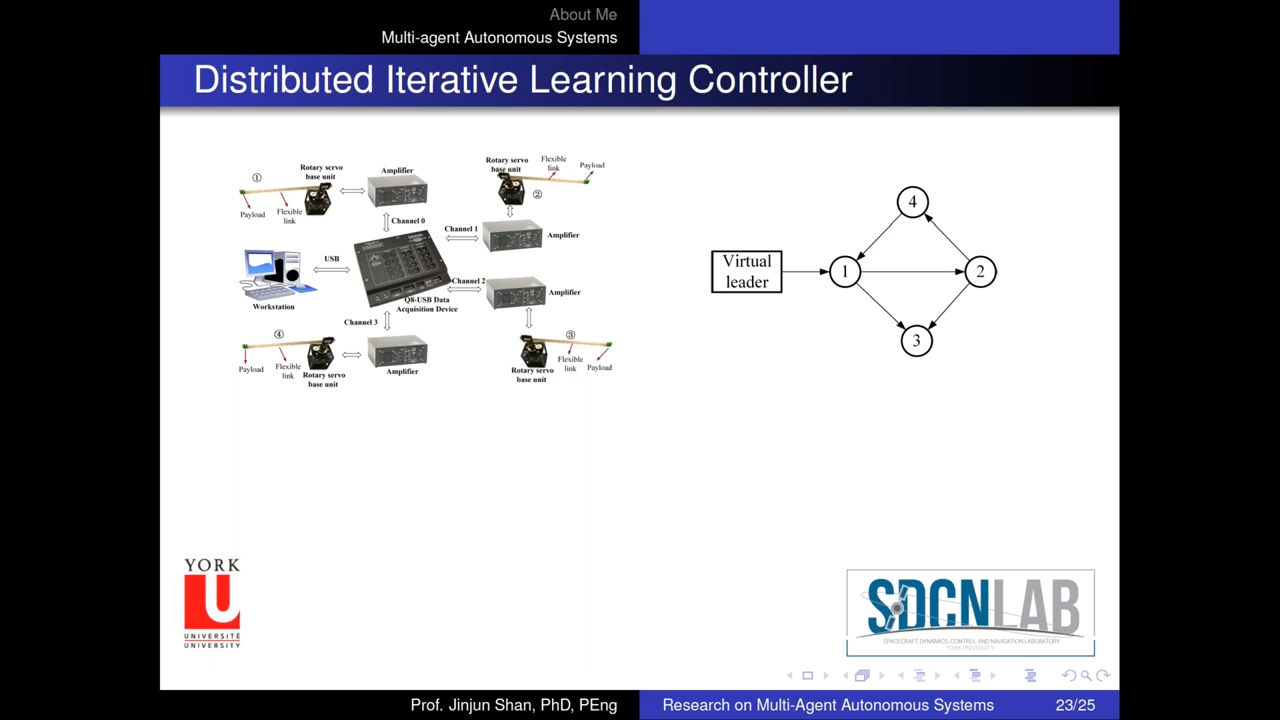 About Me
Multi-agent Autonomous Systems
Distributed Iterative Learning Controller
①
Rotary servo
base unit
Amplifier
Payload
Flexible
link
Channel 0
Rotary servo
base unit
Flexible
link
Payload
②
Channel 1
Amplifier
USB
Workstation
Q8-USB Data
Acquisition Device
Channel 2
Amplifier
Channel 3
④
Payload
Flexible
link
Rotary servo
base unit
Amplifier
③
Rotary servo
base unit
Flexible
link
Payload
Virtual
leader
4
1
2
3
YORK
U
UNIVERSITÉ
UNIVERSITY
SDCNLAB
SPACECRAFT DYNAMICS, CONTROL AND NAVIGATION LABORATORY
YORK UNIVERSITY
Prof. Jinjun Shan, PhD, PEng
Research on Multi-Agent Autonomous Systems
23/25